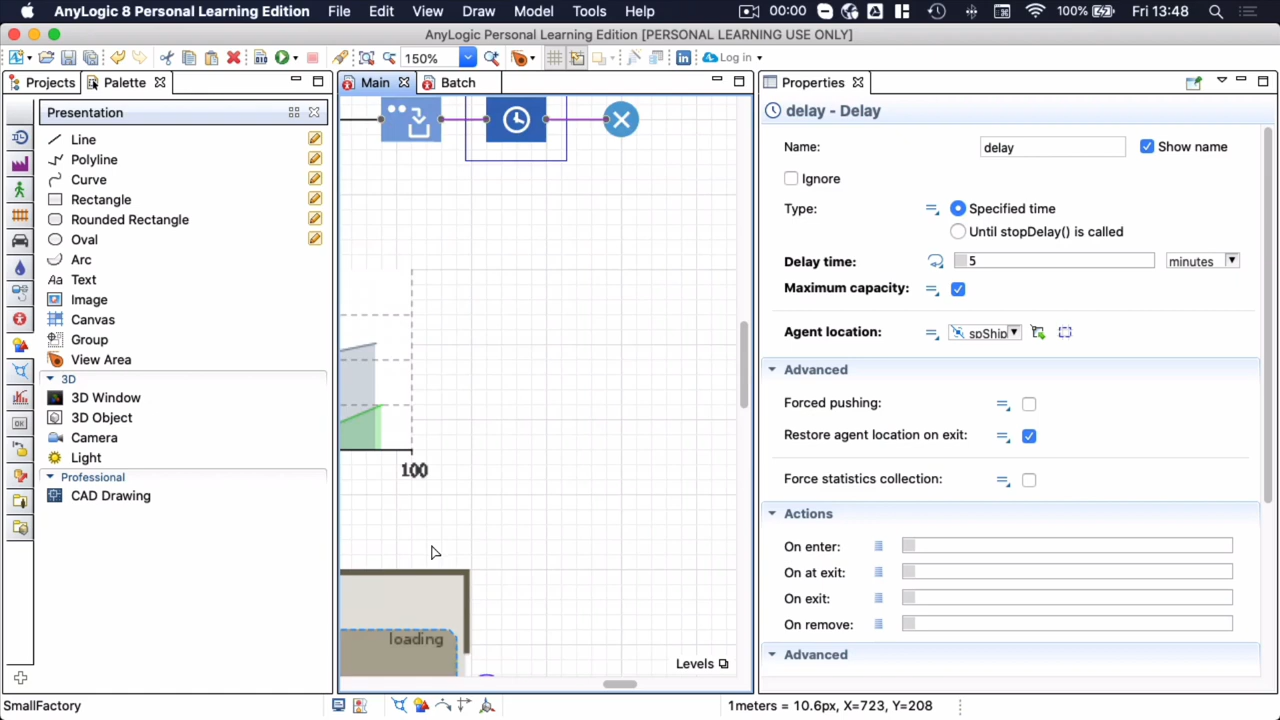 AnyLogic 8 Personal Learning Edition File Edit View Draw Model Tools Help 00:00 100% Fri 13:48
AnyLogic Personal Learning Edition [PERSONAL LEARNING USE ONLY]
150% Log in
Projects Palette Main Batch Properties
Presentation
Line
Polyline
Curve
Rectangle
Rounded Rectangle
Oval
Arc
Aa Text
Image
Canvas
Group
View Area
3D
3D Window
3D Object
Camera
Light
Professional
CAD Drawing
100
loading
Levels
delay - Delay
Name: delay Show name
Ignore
Type: Specified time
Until stopDelay() is called
Delay time: 5 minutes
Maximum capacity:
Agent location: spShip
Advanced
Forced pushing:
Restore agent location on exit:
Force statistics collection:
Actions
On enter:
On at exit:
On exit:
On remove:
Advanced
SmallFactory 1meters = 10.6px, X=723, Y=208